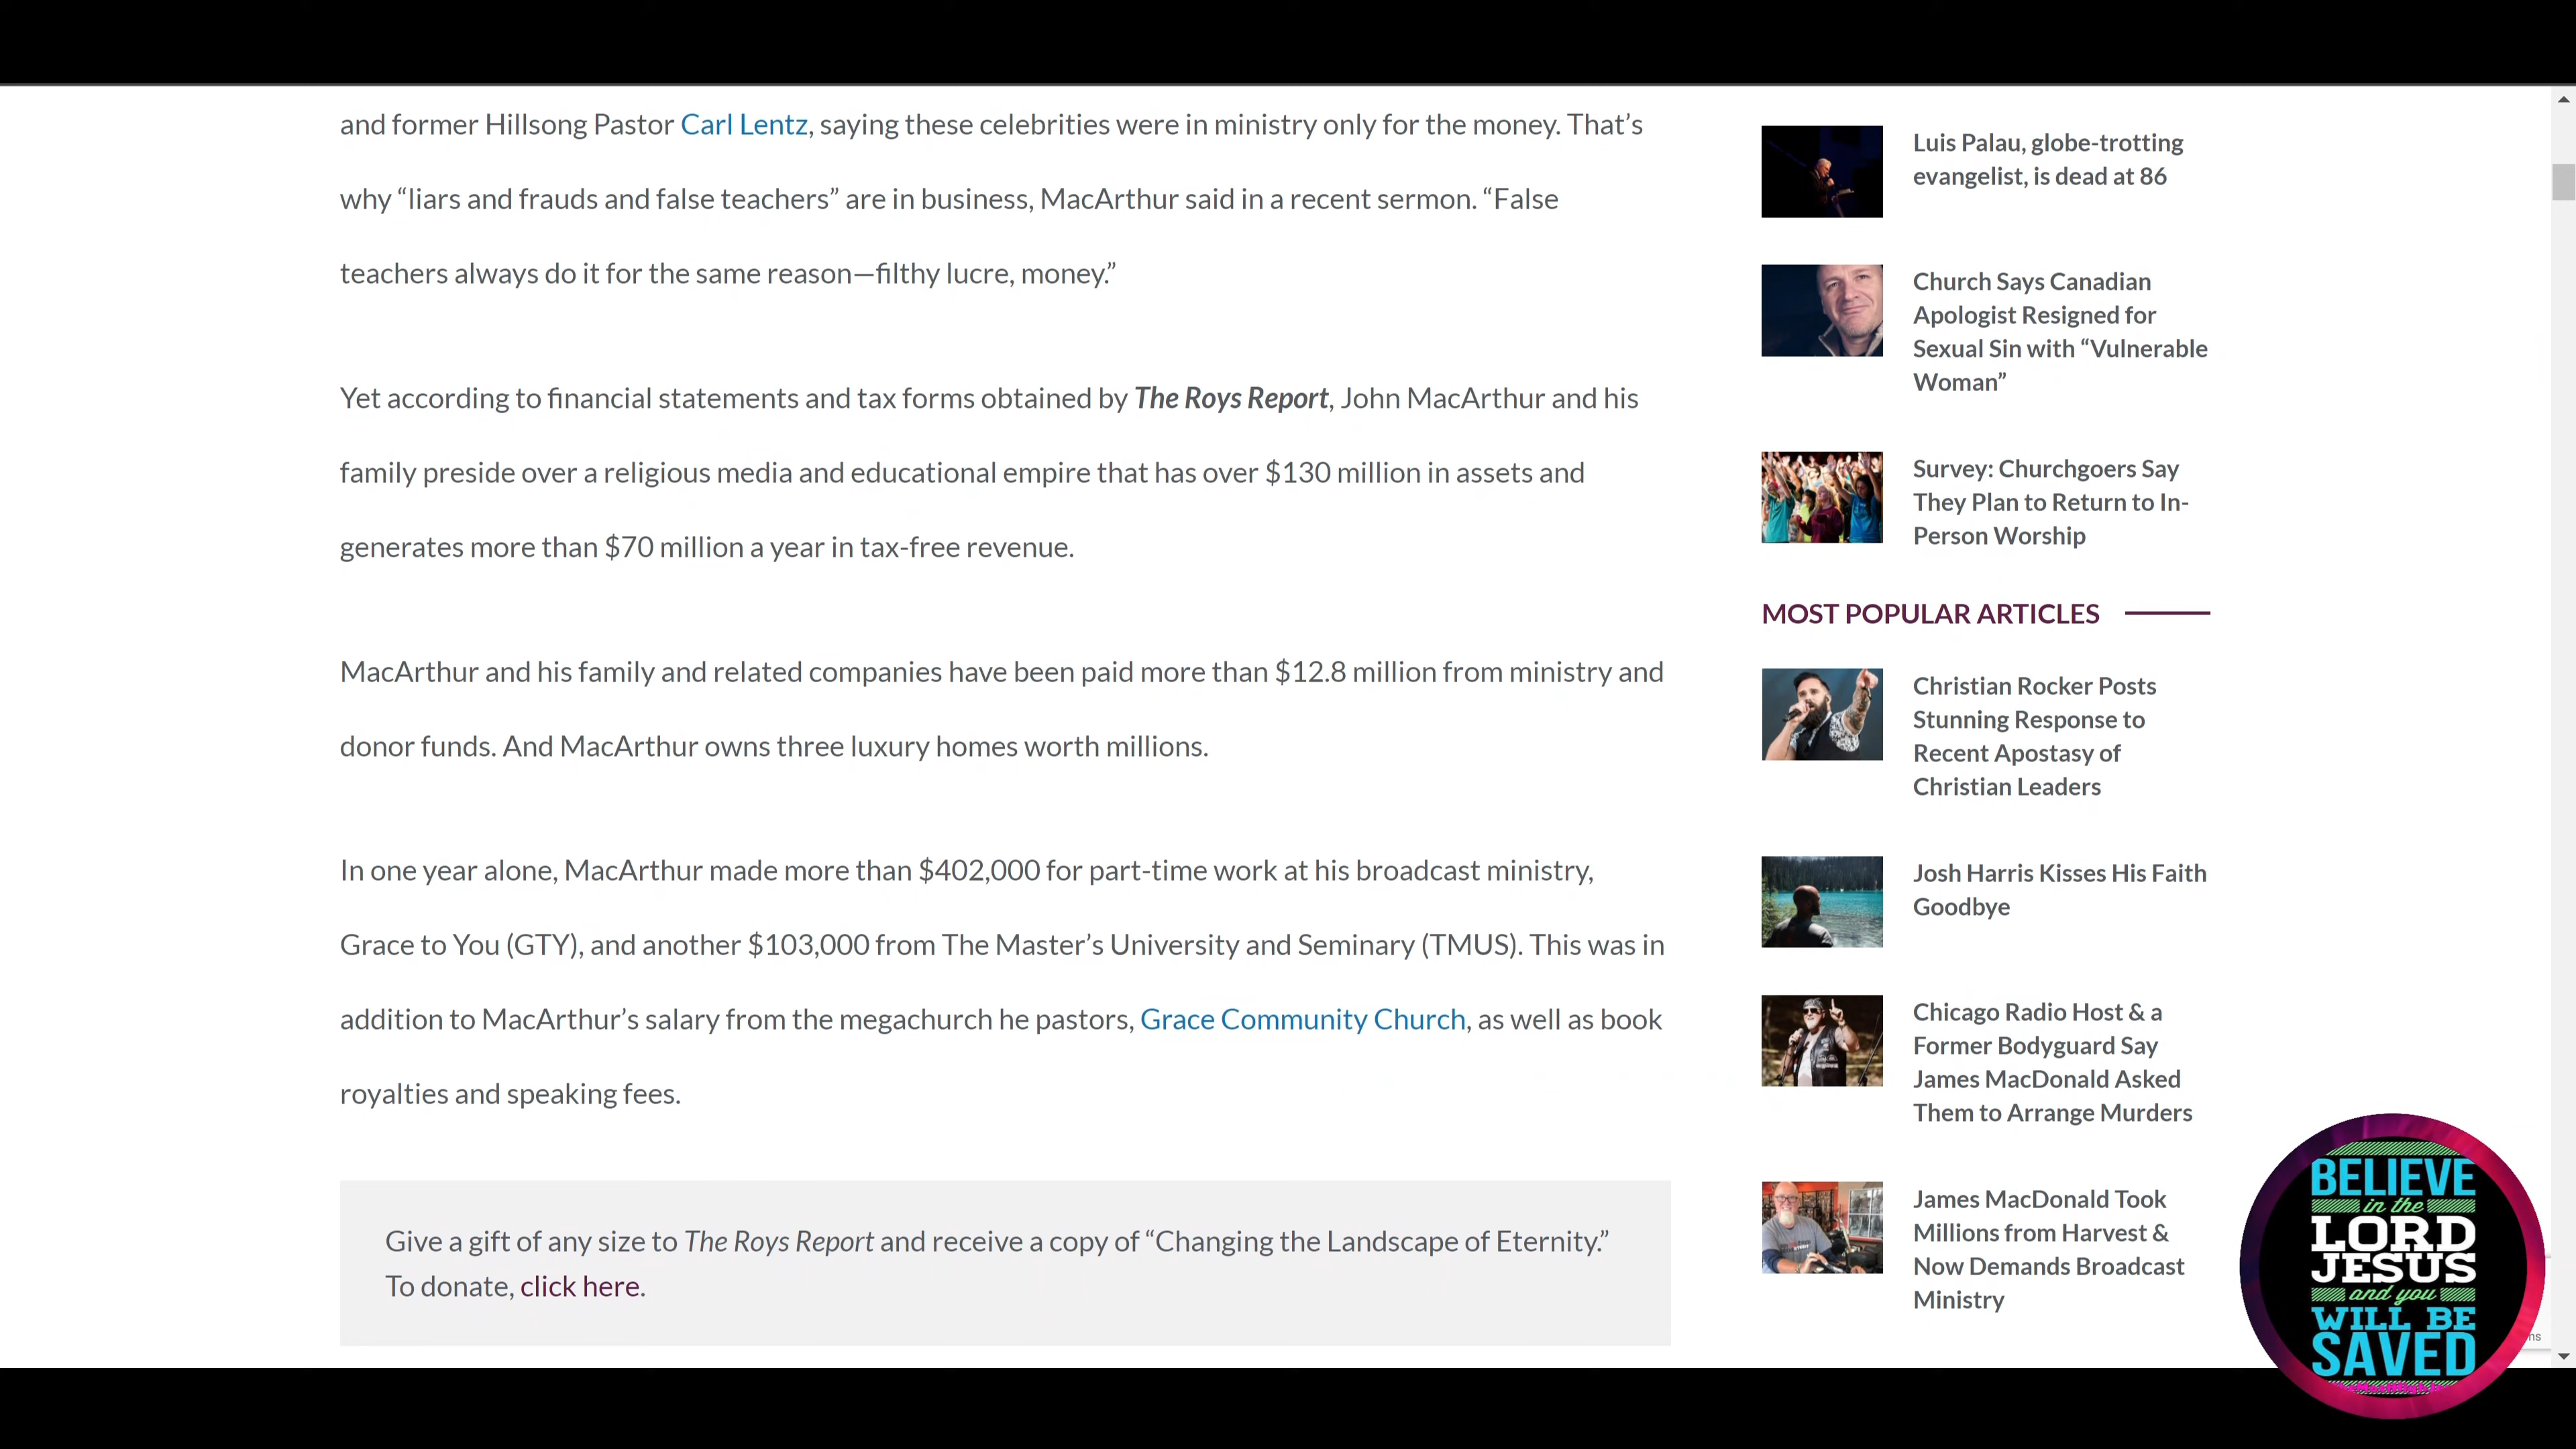 and former Hillsong Pastor Carl Lentz, saying these celebrities were in ministry only for the money. That’s
why “liars and frauds and false teachers” are in business, MacArthur said in a recent sermon. “False
teachers always do it for the same reason—filthy lucre, money.”
Yet according to financial statements and tax forms obtained by The Roys Report, John MacArthur and his
family preside over a religious media and educational empire that has over $130 million in assets and
generates more than $70 million a year in tax-free revenue.
MacArthur and his family and related companies have been paid more than $12.8 million from ministry and
donor funds. And MacArthur owns three luxury homes worth millions.
In one year alone, MacArthur made more than $402,000 for part-time work at his broadcast ministry,
Grace to You (GTY), and another $103,000 from The Master’s University and Seminary (TMUS). This was in
addition to MacArthur’s salary from the megachurch he pastors, Grace Community Church, as well as book
royalties and speaking fees.
Give a gift of any size to The Roys Report and receive a copy of “Changing the Landscape of Eternity.”
To donate, click here.
Luis Palau, globe-trotting
evangelist, is dead at 86
Church Says Canadian
Apologist Resigned for
Sexual Sin with “Vulnerable
Woman”
Survey: Churchgoers Say
They Plan to Return to In-
Person Worship
MOST POPULAR ARTICLES
Christian Rocker Posts
Stunning Response to
Recent Apostasy of
Christian Leaders
Josh Harris Kisses His Faith
Goodbye
Chicago Radio Host & a
Former Bodyguard Say
James MacDonald Asked
Them to Arrange Murders
James MacDonald Took
Millions from Harvest &
Now Demands Broadcast
Ministry
BELIEVE
in the
LORD
JESUS
and you
WILL BE
SAVED